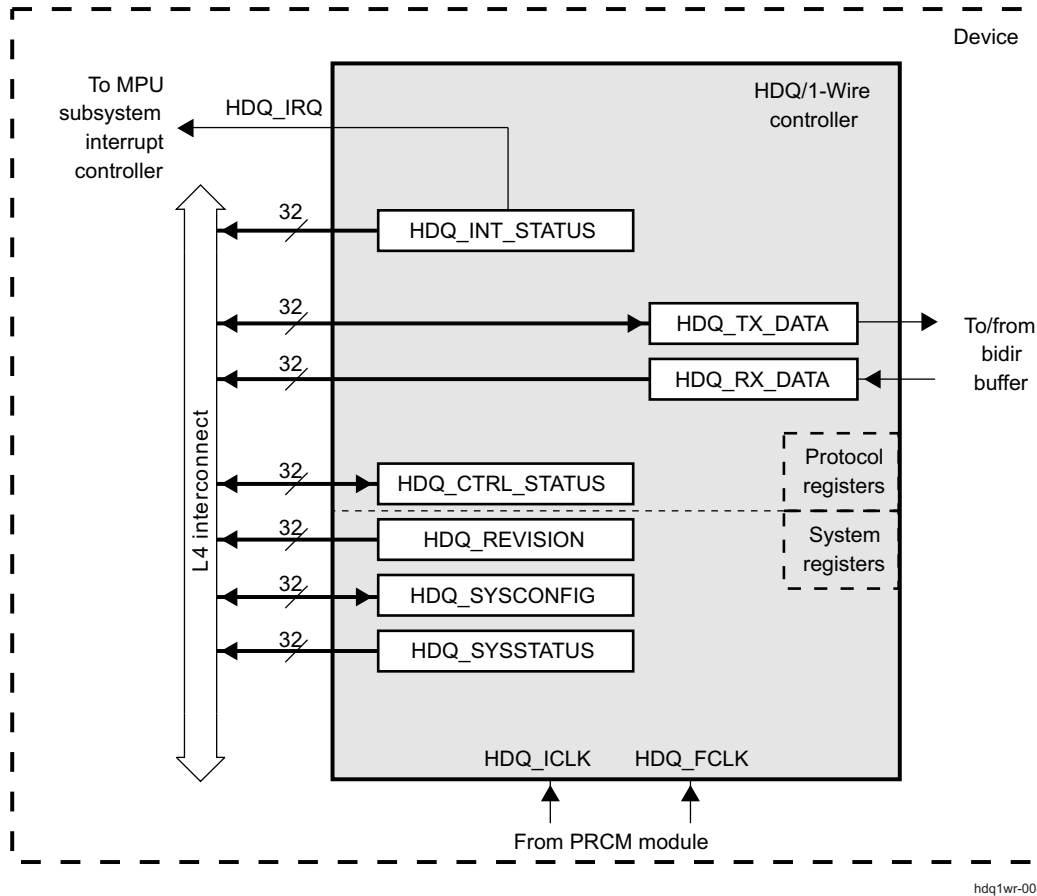 Device
To MPU
subsystem
interrupt
controller
HDQ_IRQ
HDQ/1-Wire
controller
32
HDQ_INT_STATUS
32
HDQ_TX_DATA
To/from
bidir
buffer
32
HDQ_RX_DATA
L4 interconnect
32
HDQ_CTRL_STATUS
Protocol
registers
32
HDQ_REVISION
System
registers
32
HDQ_SYSCONFIG
32
HDQ_SYSSTATUS
HDQ_ICLK
HDQ_FCLK
From PRCM module
hdq1wr-00